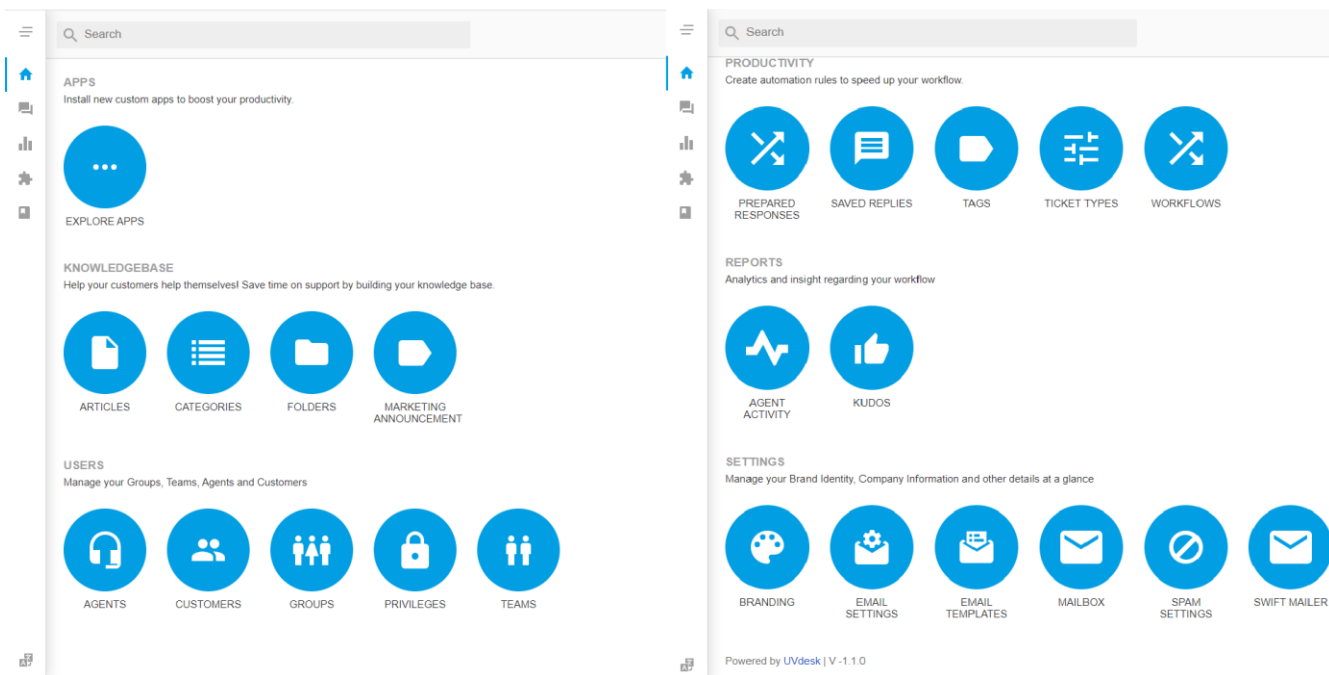 Search
APPS
Install new custom apps to boost your productivity.
EXPLORE APPS
KNOWLEDGEBASE
Help your customers help themselves! Save time on support by building your knowledge base.
ARTICLES
CATEGORIES
FOLDERS
MARKETING
ANNOUNCEMENT
USERS
Manage your Groups, Teams, Agents and Customers
AGENTS
CUSTOMERS
GROUPS
PRIVILEGES
TEAMS
Search
PRODUCTIVITY
Create automation rules to speed up your workflow.
PREPARED
RESPONSES
SAVED REPLIES
TAGS
TICKET TYPES
WORKFLOWS
REPORTS
Analytics and insight regarding your workflow
AGENT
ACTIVITY
KUDOS
SETTINGS
Manage your Brand Identity, Company Information and other details at a glance
BRANDING
EMAIL
SETTINGS
EMAIL
TEMPLATES
MAILBOX
SPAM
SETTINGS
SWIFT MAILER
Powered by UVdesk | V -1.1.0